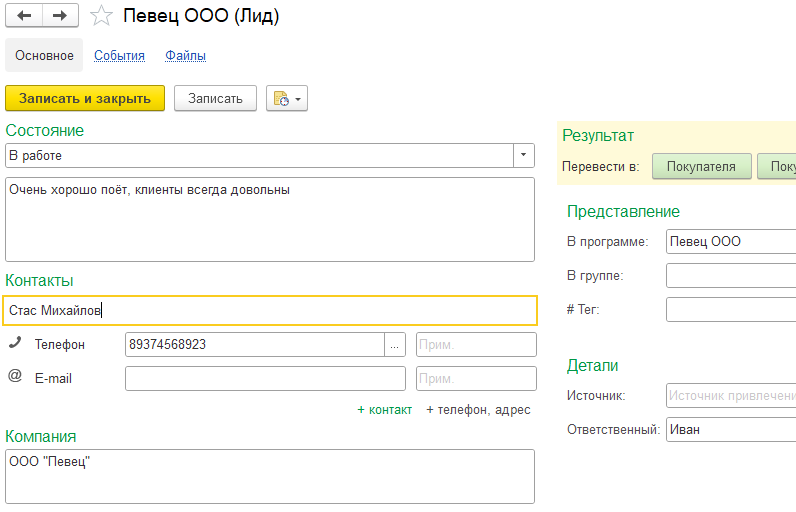 Певец ООО (Лид)
Основное События Файлы
Записать и закрыть Записать
Состояние
В работе
Очень хорошо поёт, клиенты всегда довольны
Контакты
Стас Михайлов
Телефон 89374568923 ... Прим.
@ E-mail Прим.
+ контакт + телефон, адрес
Компания
ООО "Певец"
Результат
Перевести в: Покупателя Поку
Представление
В программе: Певец ООО
В группе:
# Тег:
Детали
Источник: Источник привлечени
Ответственный: Иван